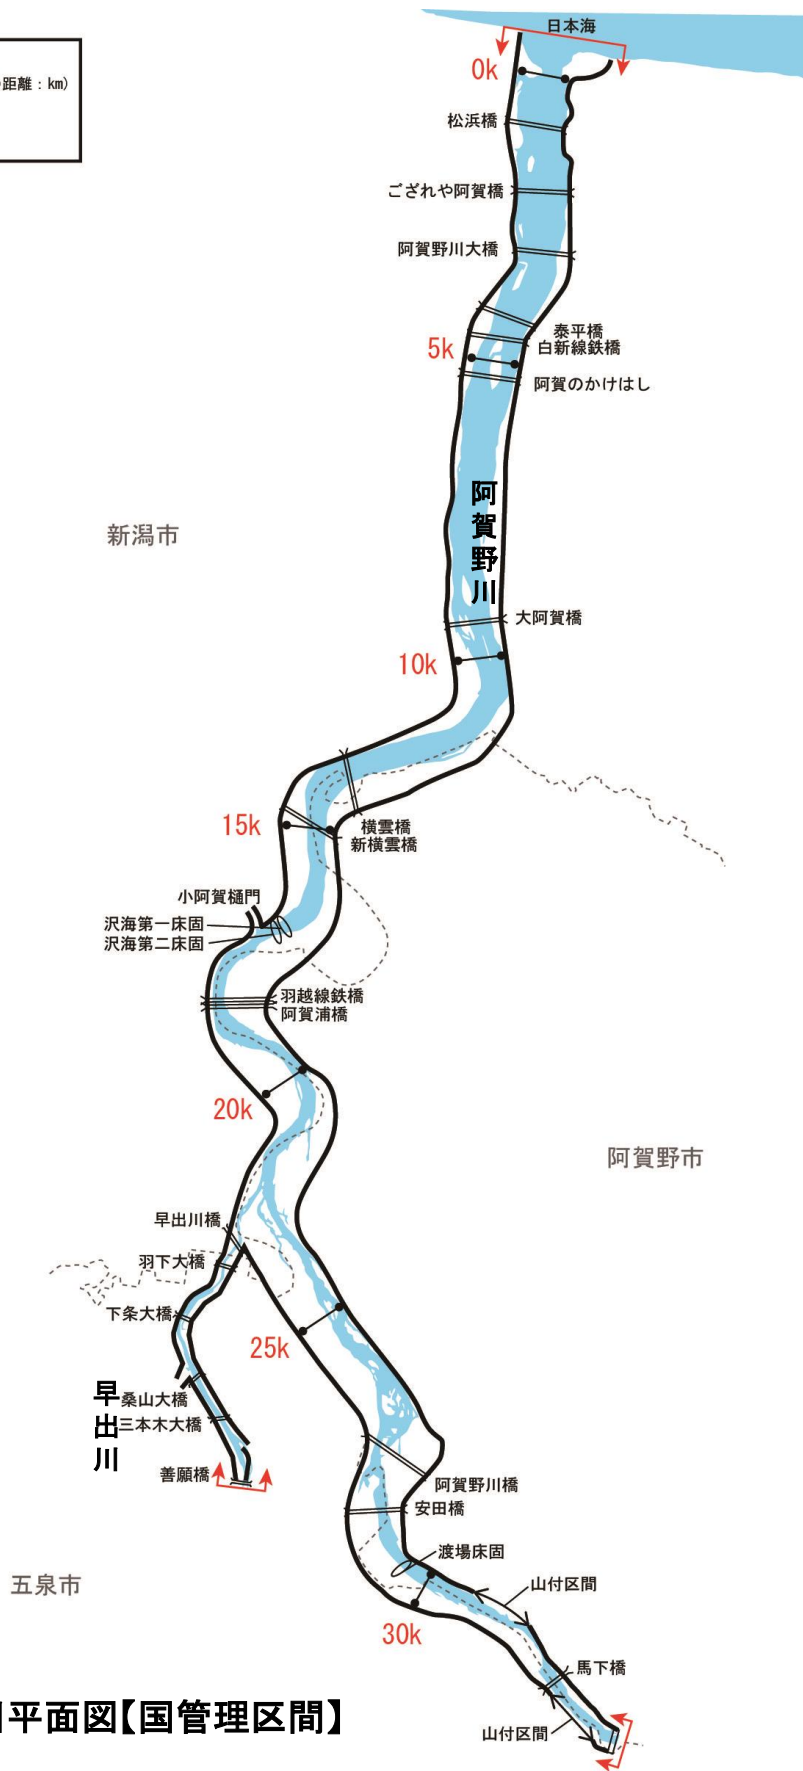 日本海
距離:km)
0k
松浜橋
ござれや阿賀橋
阿賀野川大橋
泰平橋
白新線鉄橋
5k
阿賀のかけはし
阿賀野川
新潟市
大阿賀橋
10k
15k
横雲橋
新横雲橋
小阿賀樋門
沢海第一床固
沢海第二床固
羽越線鉄橋
阿賀浦橋
20k
阿賀野市
早出川橋
羽下大橋
下条大橋
25k
早出川
桑山大橋
三本木大橋
善願橋
阿賀野川橋
安田橋
渡場床固
五泉市
山付区間
30k
馬下橋
平面図【国管理区間】
山付区間